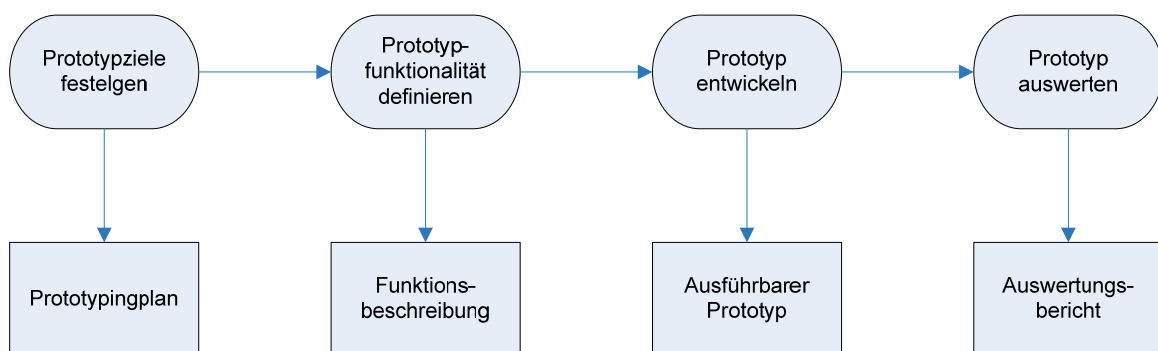 Prototypziele
festelgen
Prototyp-
funktionalität
definieren
Prototyp
entwickeln
Prototyp
auswerten
Prototypingplan
Funktions-
beschreibung
Ausführbarer
Prototyp
Auswertungs-
bericht